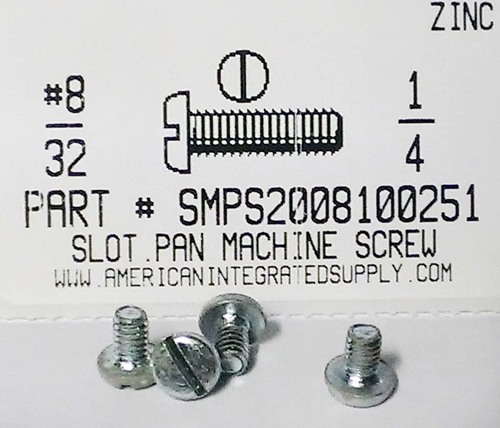 ZINC
#8
32
1
4
PART # SMPS2008100251
SLOT.PAN MACHINE SCREW
WWW.AMERICANINTEGRATEDSUPPLY.COM